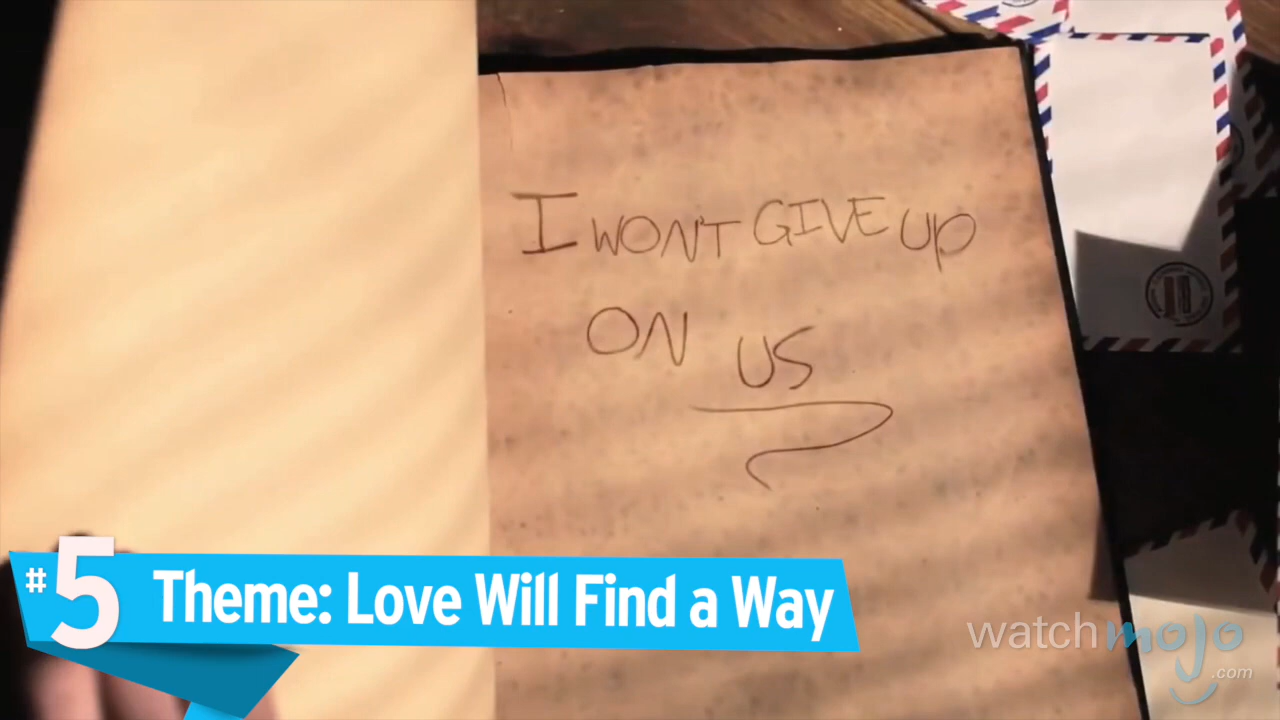 I WON'T GIVE UP
ON US
#5 Theme: Love Will Find a Way
watchmojo
.com